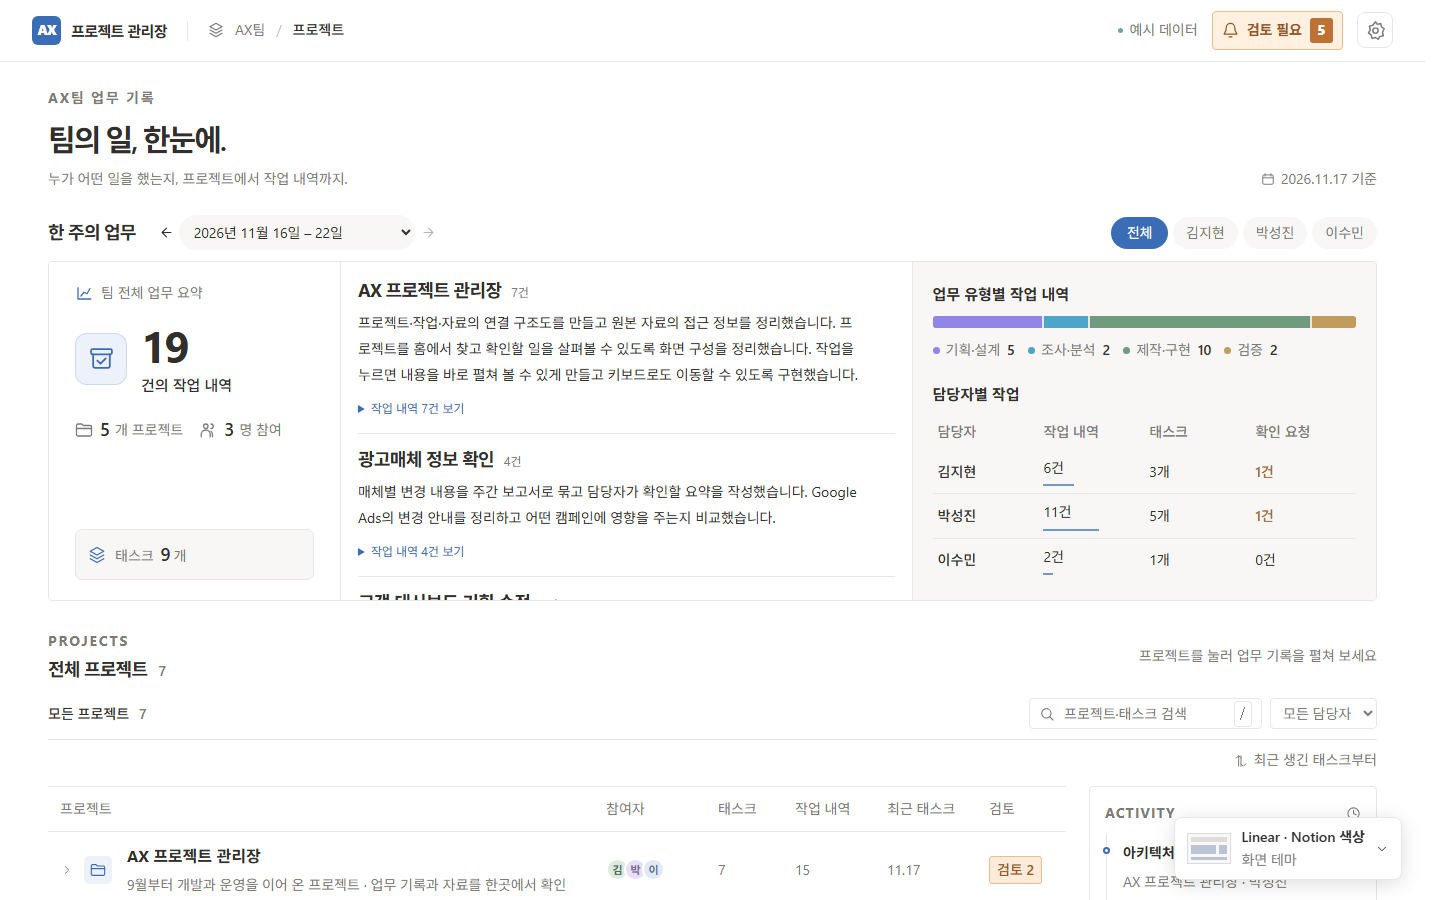 AX 프로젝트 관리장 AX팀 / 프로젝트
예시 데이터 검토 필요 5
AX팀 업무 기록
팀의 일, 한눈에.
누가 어떤 일을 했는지, 프로젝트에서 작업 내역까지.
2026.11.17 기준
한 주의 업무 ← 2026년 11월 16일 – 22일 →
전체 김지현 박성진 이수민
팀 전체 업무 요약
19
건의 작업 내역
5 개 프로젝트 3 명 참여
태스크 9 개
AX 프로젝트 관리장 7건
프로젝트·작업·자료의 연결 구조도를 만들고 원본 자료의 접근 정보를 정리했습니다. 프
로젝트를 홈에서 찾고 확인할 일을 살펴볼 수 있도록 화면 구성을 정리했습니다. 작업을
누르면 내용을 바로 펼쳐 볼 수 있게 만들고 키보드로도 이동할 수 있도록 구현했습니다.
▶ 작업 내역 7건 보기
광고매체 정보 확인 4건
매체별 변경 내용을 주간 보고서로 묶고 담당자가 확인할 요약을 작성했습니다. Google
Ads의 변경 안내를 정리하고 어떤 캠페인에 영향을 주는지 비교했습니다.
▶ 작업 내역 4건 보기
업무 유형별 작업 내역
기획·설계 5 조사·분석 2 제작·구현 10 검증 2
담당자별 작업
담당자 작업 내역 태스크 확인 요청
김지현 6건 3개 1건
박성진 11건 5개 1건
이수민 2건 1개 0건
PROJECTS
전체 프로젝트 7
프로젝트를 눌러 업무 기록을 펼쳐 보세요
모든 프로젝트 7
프로젝트·태스크 검색 /
모든 담당자
최근 생긴 태스크부터
프로젝트 참여자 태스크 작업 내역 최근 태스크 검토
AX 프로젝트 관리장
9월부터 개발과 운영을 이어 온 프로젝트 · 업무 기록과 자료를 한곳에서 확인
김 박 이 7 15 11.17 검토 2
ACTIVITY
아키텍처
AX 프로젝트 관리장 · 박성진
Linear · Notion 색상
화면 테마